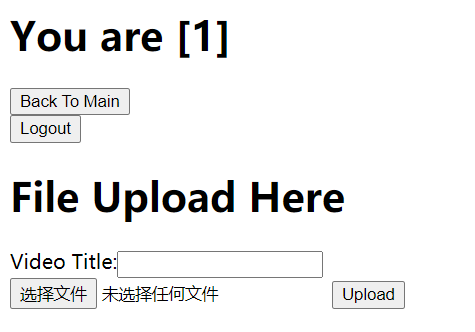 You are [1]
Back To Main
Logout
File Upload Here
Video Title:
选择文件 未选择任何文件 Upload